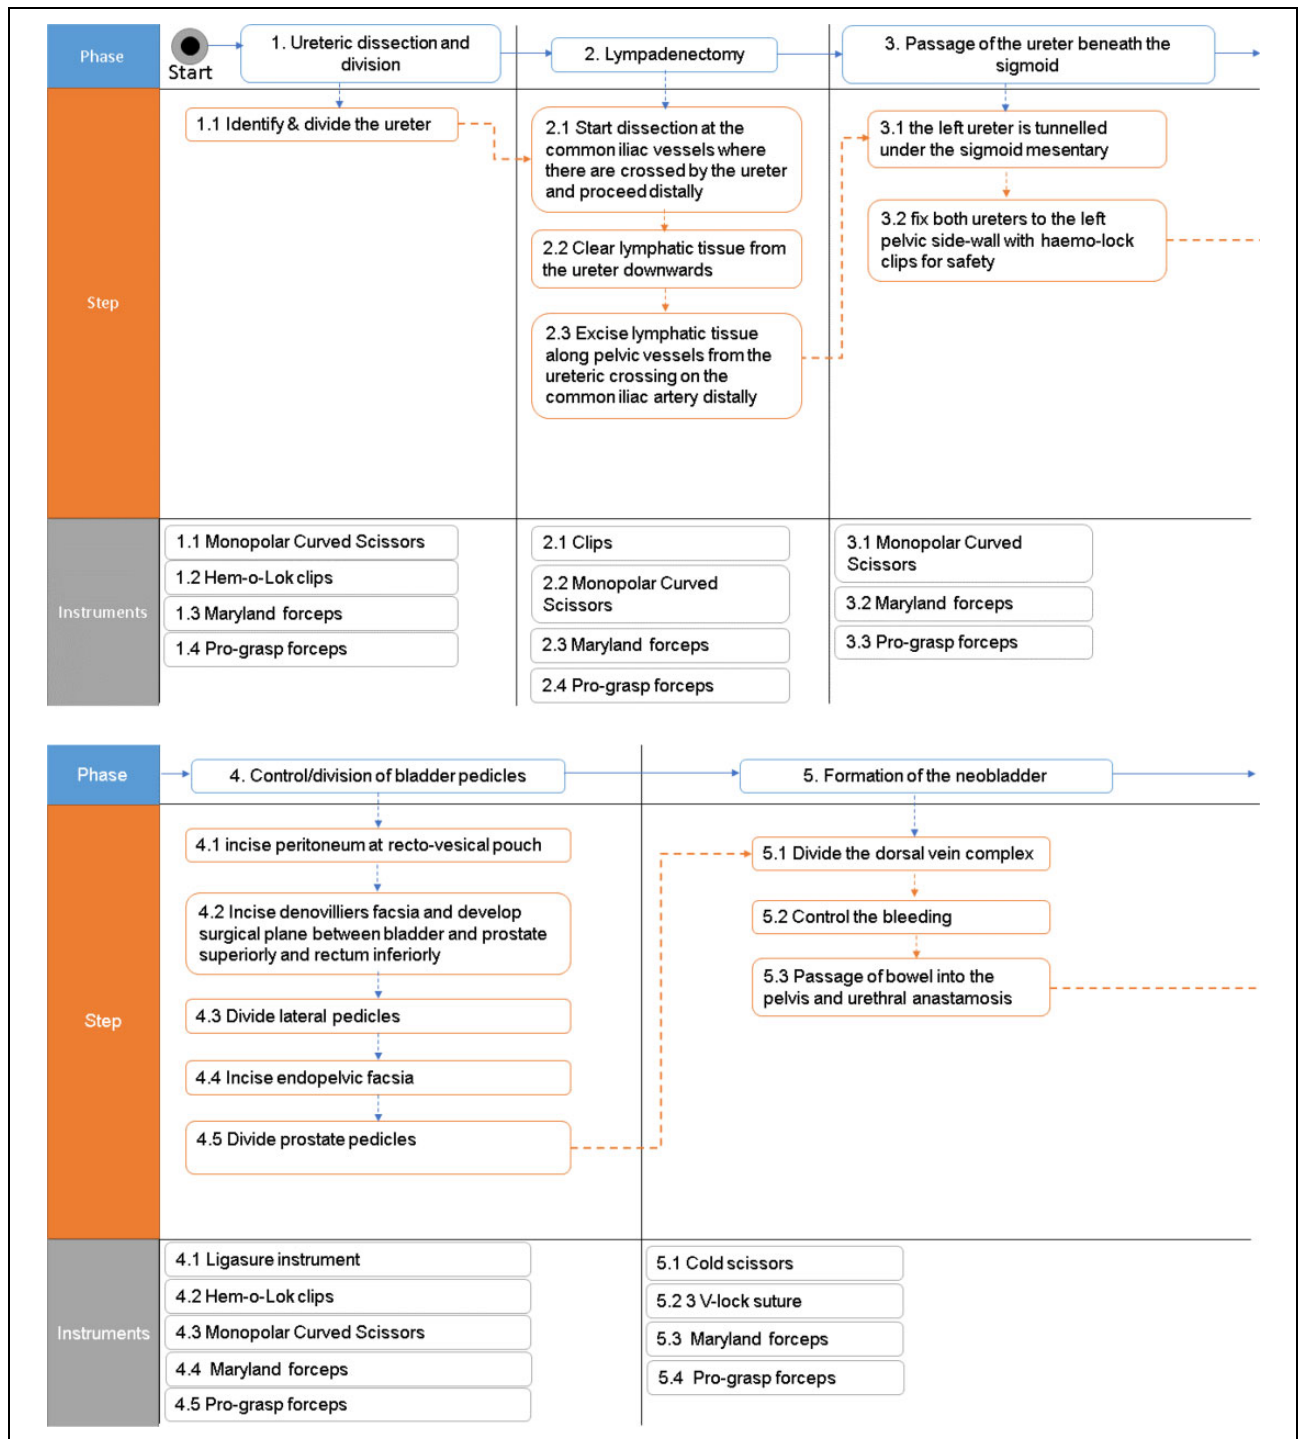 Phase
Start
1. Ureteric dissection and
division
2. Lympadenectomy
3. Passage of the ureter beneath the
sigmoid
Step
1.1 Identify & divide the ureter
2.1 Start dissection at the
common iliac vessels where
there are crossed by the ureter
and proceed distally
2.2 Clear lymphatic tissue from
the ureter downwards
2.3 Excise lymphatic tissue
along pelvic vessels from the
ureteric crossing on the
common iliac artery distally
3.1 the left ureter is tunnelled
under the sigmoid mesentary
3.2 fix both ureters to the left
pelvic side-wall with haemo-lock
clips for safety
Instruments
1.1 Monopolar Curved Scissors
1.2 Hem-o-Lok clips
1.3 Maryland forceps
1.4 Pro-grasp forceps
2.1 Clips
2.2 Monopolar Curved
Scissors
2.3 Maryland forceps
2.4 Pro-grasp forceps
3.1 Monopolar Curved
Scissors
3.2 Maryland forceps
3.3 Pro-grasp forceps
Phase
4. Control/division of bladder pedicles
5. Formation of the neobladder
Step
4.1 incise peritoneum at recto-vesical pouch
4.2 Incise denovilliers facsia and develop
surgical plane between bladder and prostate
superiorly and rectum inferiorly
4.3 Divide lateral pedicles
4.4 Incise endopelvic facsia
4.5 Divide prostate pedicles
5.1 Divide the dorsal vein complex
5.2 Control the bleeding
5.3 Passage of bowel into the
pelvis and urethral anastamosis
Instruments
4.1 Ligasure instrument
4.2 Hem-o-Lok clips
4.3 Monopolar Curved Scissors
4.4 Maryland forceps
4.5 Pro-grasp forceps
5.1 Cold scissors
5.2 3 V-lock suture
5.3 Maryland forceps
5.4 Pro-grasp forceps